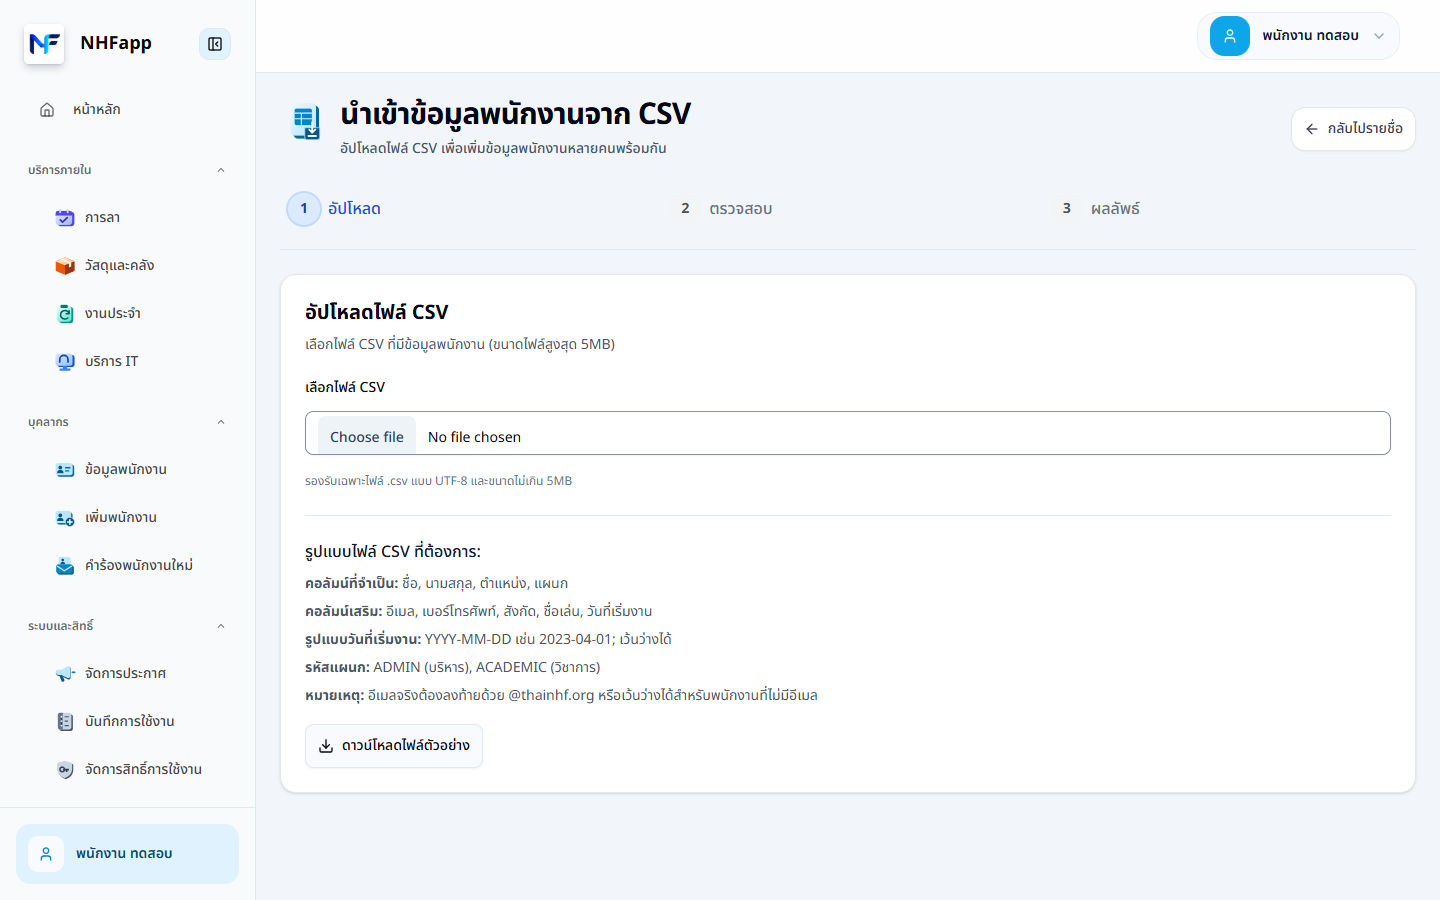 NHFapp
หน้าหลัก
บริการภายใน
การลา
วัสดุและคลัง
งานประจำ
บริการ IT
บุคลากร
ข้อมูลพนักงาน
เพิ่มพนักงาน
คำร้องพนักงานใหม่
ระบบและสิทธิ์
จัดการประกาศ
บันทึกการใช้งาน
จัดการสิทธิ์การใช้งาน
พนักงาน ทดสอบ
พนักงาน ทดสอบ
นำเข้าข้อมูลพนักงานจาก CSV
อัปโหลดไฟล์ CSV เพื่อเพิ่มข้อมูลพนักงานหลายคนพร้อมกัน
กลับไปรายชื่อ
1 อัปโหลด
2 ตรวจสอบ
3 ผลลัพธ์
อัปโหลดไฟล์ CSV
เลือกไฟล์ CSV ที่มีข้อมูลพนักงาน (ขนาดไฟล์สูงสุด 5MB)
เลือกไฟล์ CSV
Choose file No file chosen
รองรับเฉพาะไฟล์ .csv แบบ UTF-8 และขนาดไม่เกิน 5MB
รูปแบบไฟล์ CSV ที่ต้องการ:
คอลัมน์ที่จำเป็น: ชื่อ, นามสกุล, ตำแหน่ง, แผนก
คอลัมน์เสริม: อีเมล, เบอร์โทรศัพท์, สังกัด, ชื่อเล่น, วันที่เริ่มงาน
รูปแบบวันที่เริ่มงาน: YYYY-MM-DD เช่น 2023-04-01; เว้นว่างได้
รหัสแผนก: ADMIN (บริหาร), ACADEMIC (วิชาการ)
หมายเหตุ: อีเมลจริงต้องลงท้ายด้วย @thainhf.org หรือเว้นว่างได้สำหรับพนักงานที่ไม่มีอีเมล
ดาวน์โหลดไฟล์ตัวอย่าง